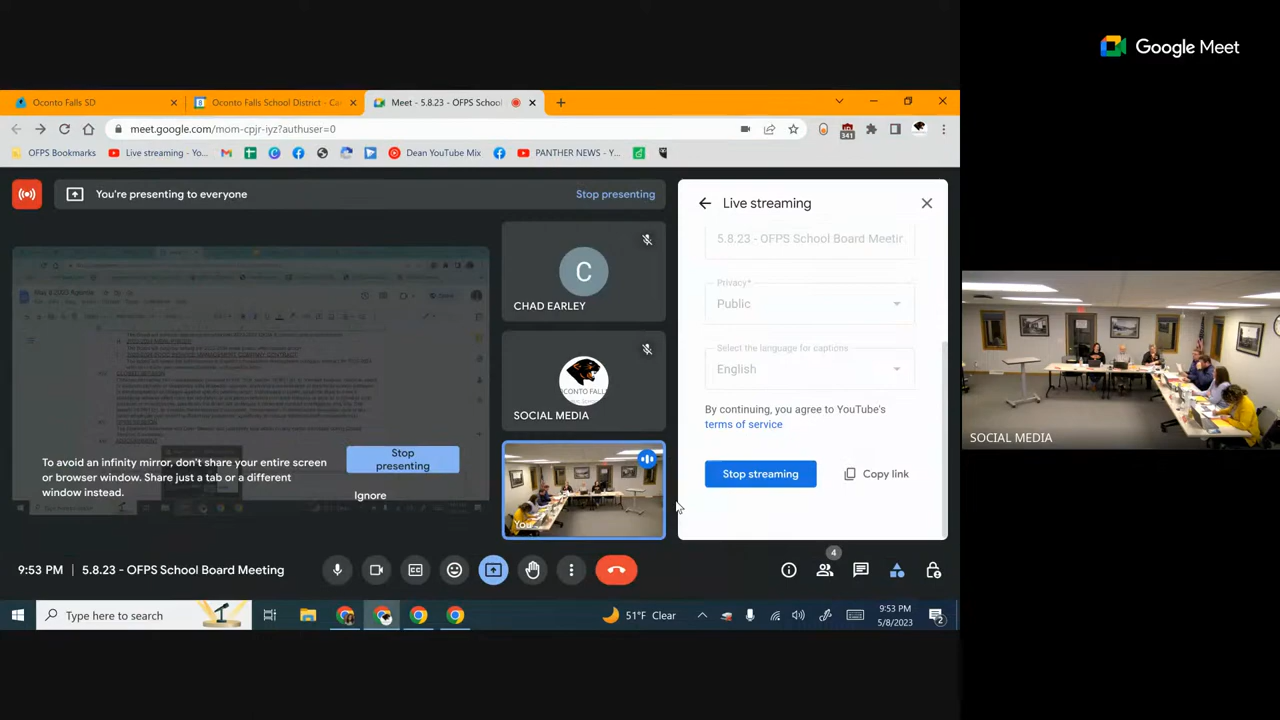 Google Meet
Oconto Falls SD
Oconto Falls School District - Ca
Meet - 5.8.23 - OFPS School
meet.google.com/mom-cpjr-iyz?authuser=0
341
OFPS Bookmarks
Live streaming - Yo...
Dean YouTube Mix
PANTHER NEWS - Y...
You're presenting to everyone
Stop presenting
Live streaming
5.8.23 - OFPS School Board Meetin
C
CHAD EARLEY
Privacy*
Public
Select the language for captions
English
OCONTO FALLS
SOCIAL MEDIA
By continuing, you agree to YouTube's
terms of service
Stop streaming
Copy link
To avoid an infinity mirror, don't share your entire screen
or browser window. Share just a tab or a different
window instead.
Stop
presenting
Ignore
You
SOCIAL MEDIA
9:53 PM | 5.8.23 - OFPS School Board Meeting
4
Type here to search
51°F Clear
9:53 PM
5/8/2023
2